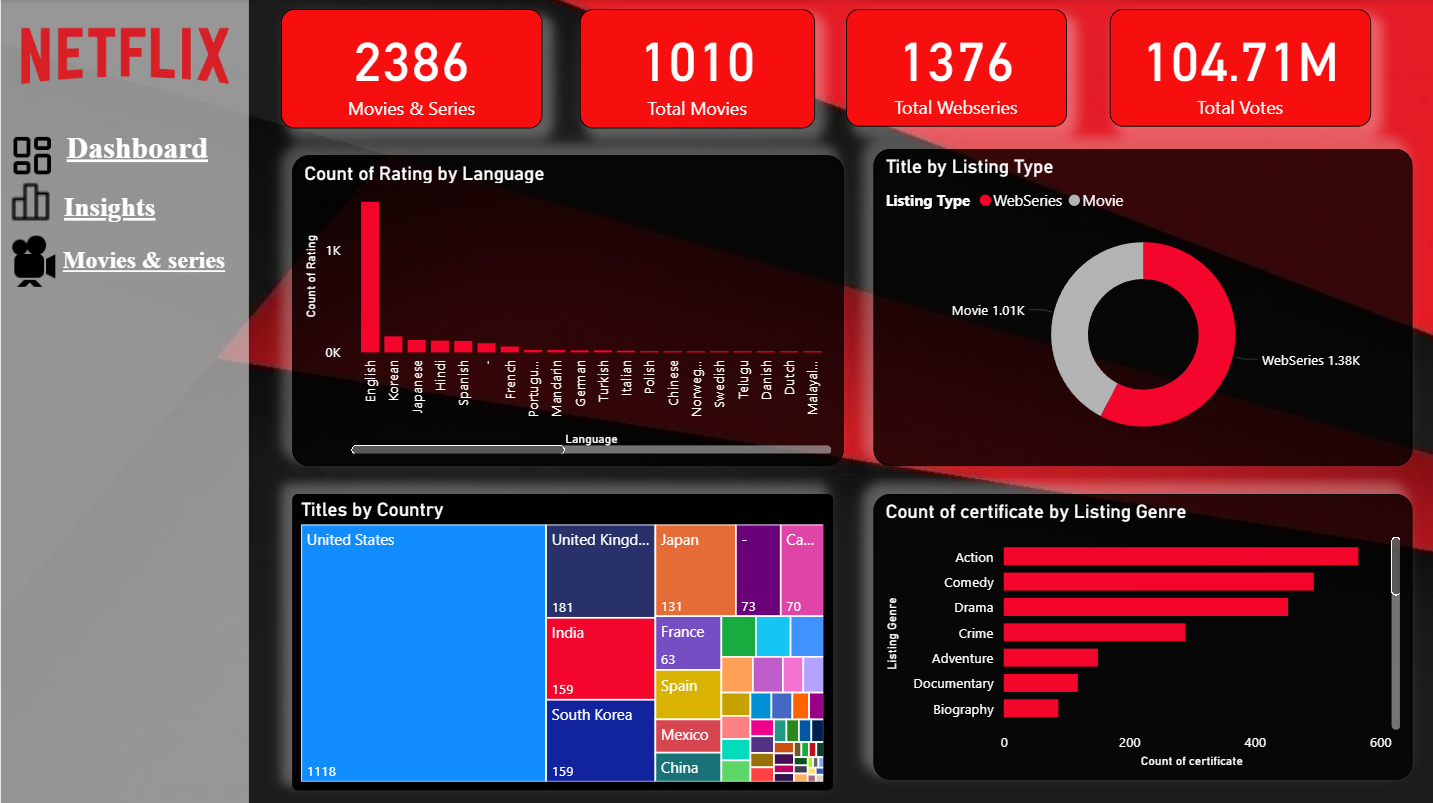 NETFLIX
Dashboard
Insights
Movies & series
2386
Movies & Series
1010
Total Movies
1376
Total Webseries
104.71M
Total Votes
Count of Rating by Language
Count of Rating
1K
0K
English
Korean
Japanese
Hindi
Spanish
-
French
Portugu...
Mandarin
German
Turkish
Italian
Polish
Chinese
Norweg...
Swedish
Telugu
Danish
Dutch
Malayal...
Language
Title by Listing Type
Listing Type WebSeries Movie
Movie 1.01K
WebSeries 1.38K
Titles by Country
United States
1118
United Kingd...
181
India
159
South Korea
159
Japan
131
-
73
Ca...
70
France
63
Spain
Mexico
China
Count of certificate by Listing Genre
Listing Genre
Action
Comedy
Drama
Crime
Adventure
Documentary
Biography
0 200 400 600
Count of certificate